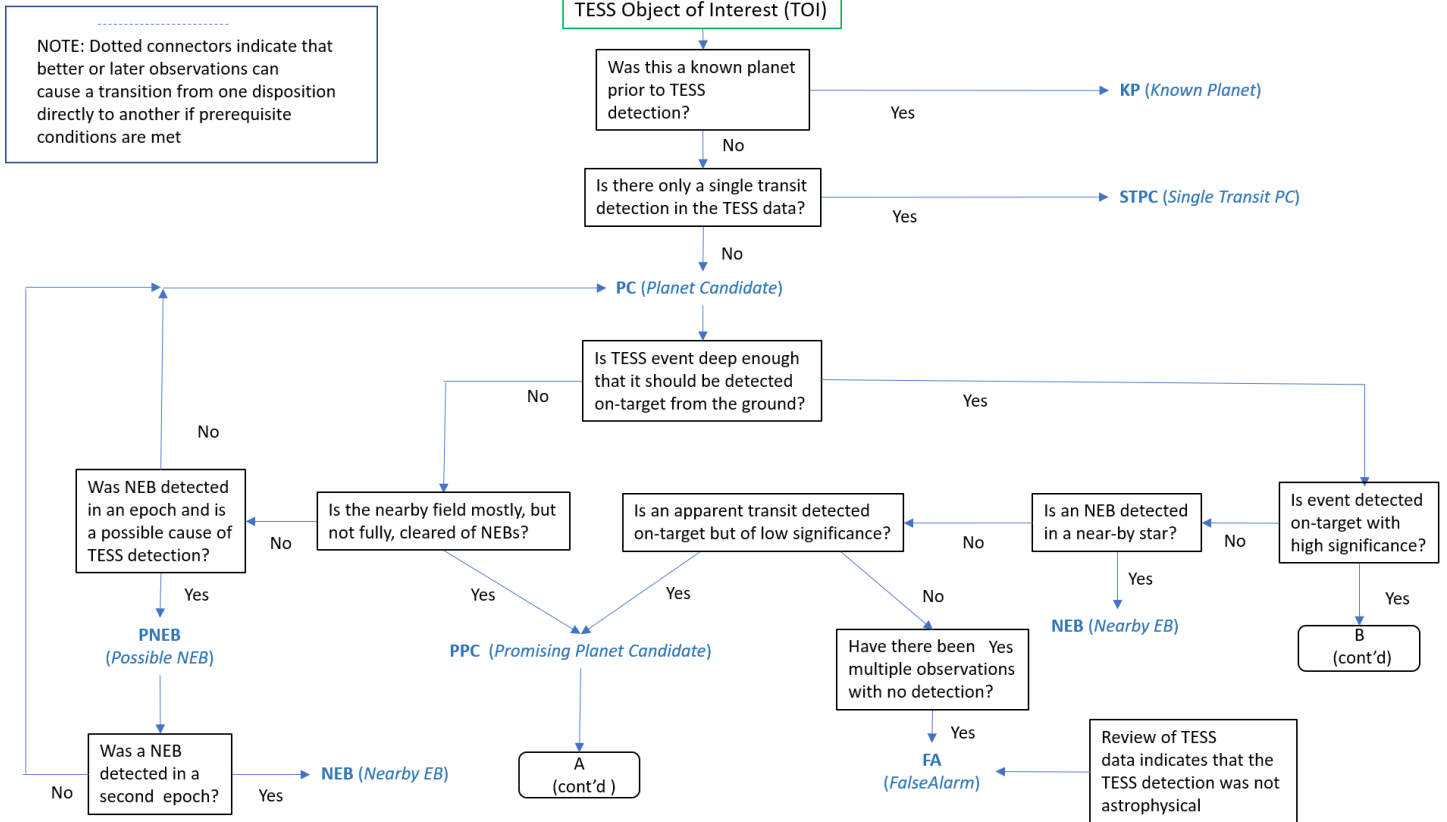 TESS Object of Interest (TOI)
NOTE: Dotted connectors indicate that
better or later observations can
cause a transition from one disposition
directly to another if prerequisite
conditions are met
Was this a known planet
prior to TESS
detection?
Yes
KP (Known Planet)
No
Is there only a single transit
detection in the TESS data?
Yes
STPC (Single Transit PC)
No
PC (Planet Candidate)
Is TESS event deep enough
that it should be detected
on-target from the ground?
No
Yes
No
Was NEB detected
in an epoch and is
a possible cause of
TESS detection?
No
Is the nearby field mostly, but
not fully, cleared of NEBs?
Is an apparent transit detected
on-target but of low significance?
No
Is an NEB detected
in a near-by star?
No
Is event detected
on-target with
high significance?
Yes
Yes
Yes
No
Yes
Yes
PNEB
(Possible NEB)
PPC (Promising Planet Candidate)
Have there been Yes
multiple observations
with no detection?
NEB (Nearby EB)
B
(cont'd)
Yes
Was a NEB
detected in a
second epoch?
No
Yes
NEB (Nearby EB)
A
(cont'd )
FA
(FalseAlarm)
Review of TESS
data indicates that the
TESS detection was not
astrophysical